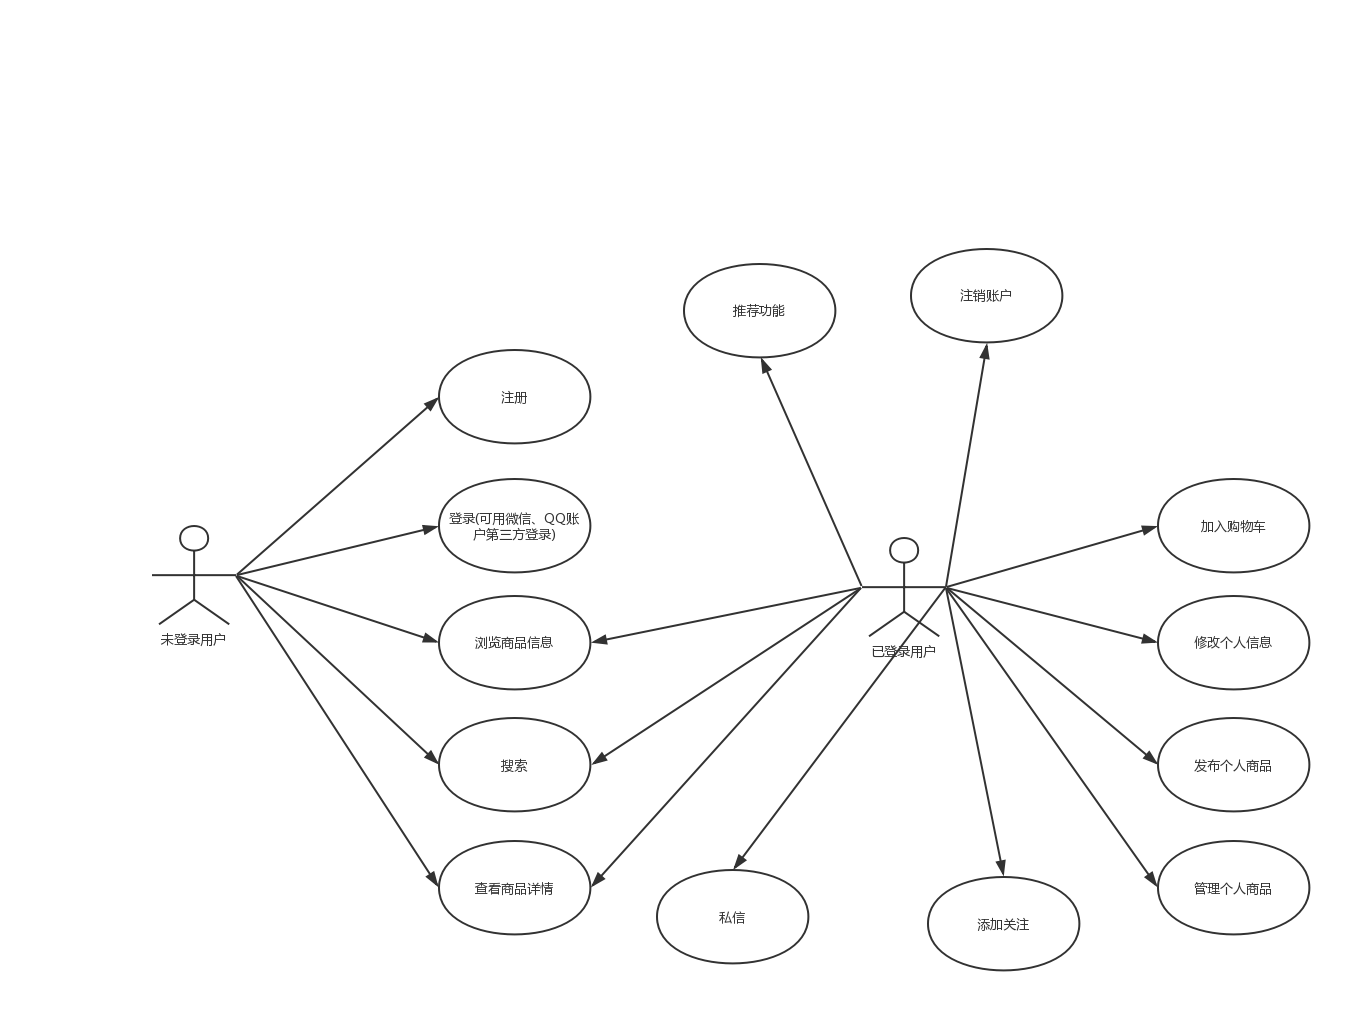 注销账户
推荐功能
注册
登录(可用微信、QQ账
户第三方登录)
加入购物车
未登录用户
浏览商品信息
已登录用户
修改个人信息
搜索
发布个人商品
查看商品详情
管理个人商品
私信
添加关注